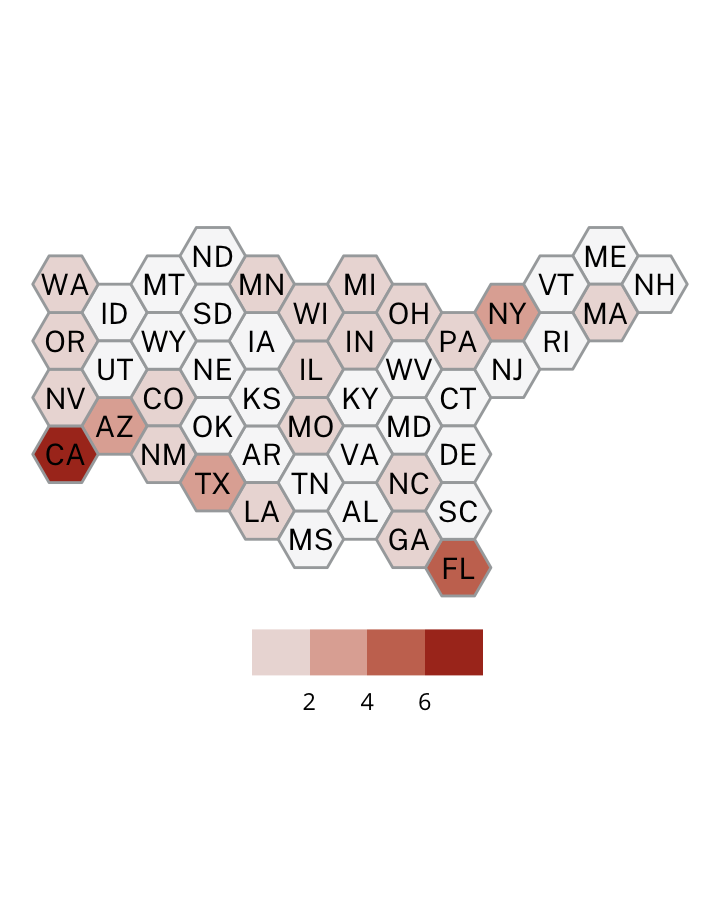 ND ME
WA MT MN MI VT NH
ID SD WI OH NY MA
OR WY IA IN PA RI
UT NE IL WV NJ
NV CO KS KY CT
AZ OK MO MD
CA NM AR VA DE
TX TN NC
LA AL SC
MS GA
FL
2 4 6